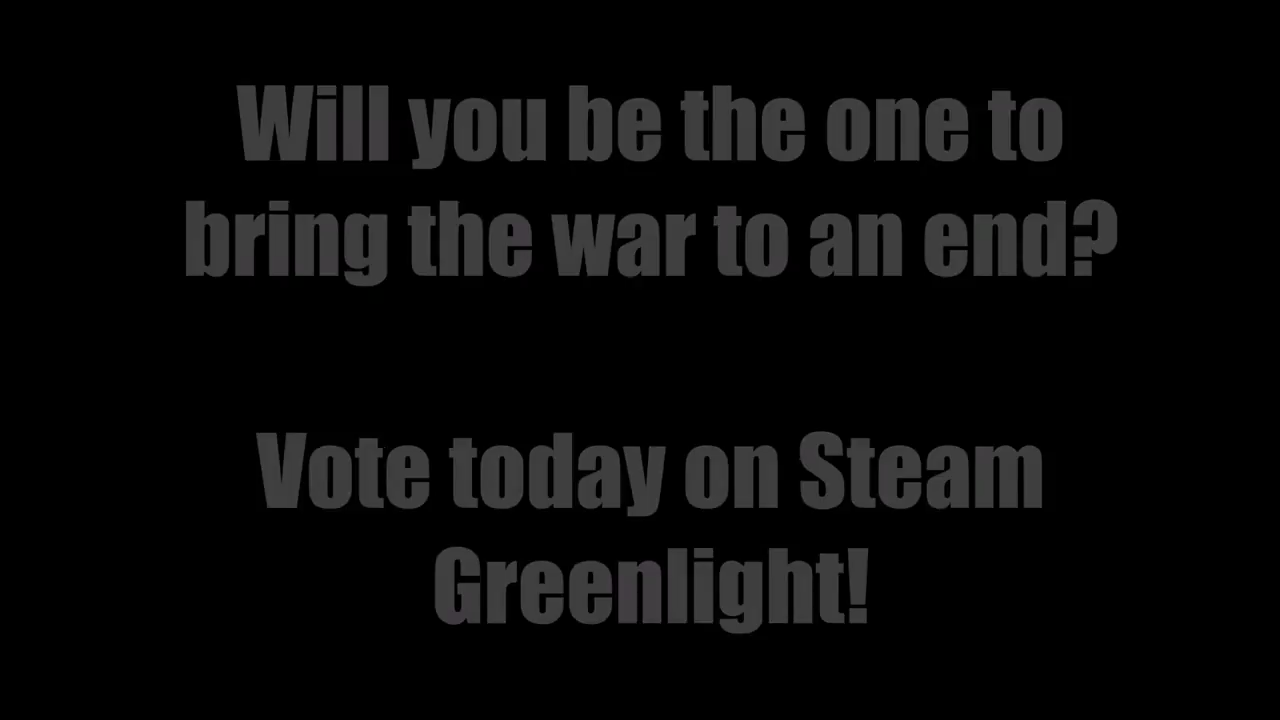 Will you be the one to
bring the war to an end?
Vote today on Steam
Greenlight!